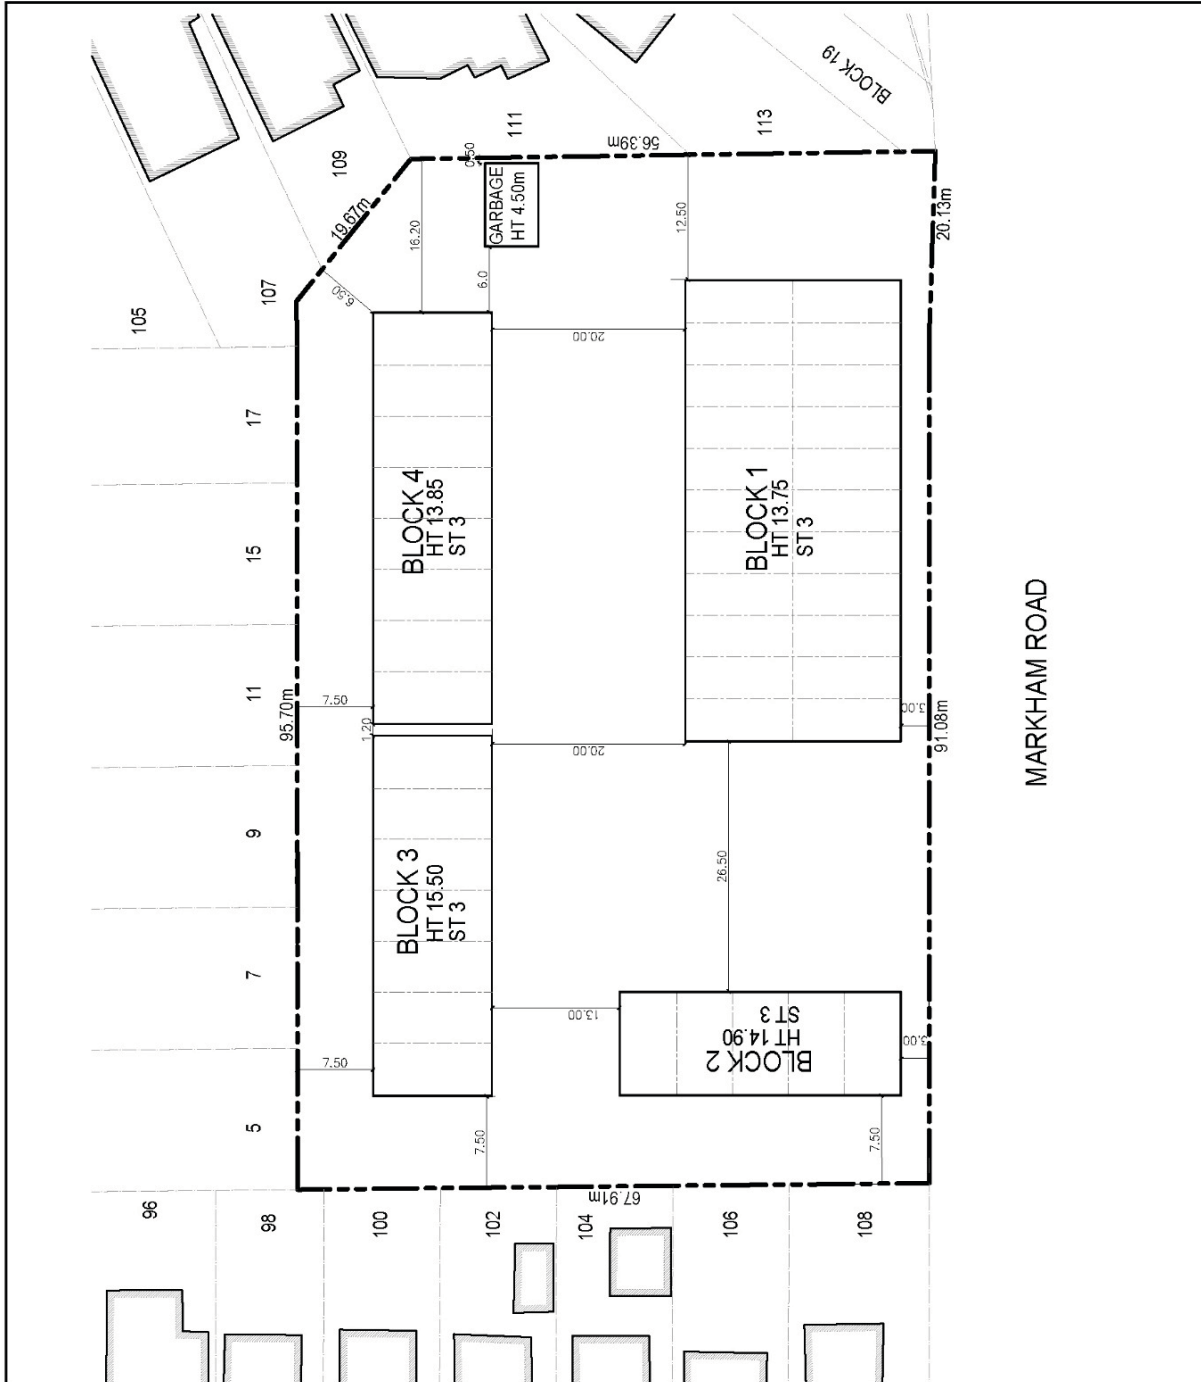 BLOCK 19
113
111
109
107
105
56.39m
20.13m
19.67m
0.50
GARBAGE
HT 4.50m
16.20
12.50
6.0
6.50
20.00
17
15
11
9
7
5
BLOCK 4
HT 13.85
ST 3
BLOCK 1
HT 13.75
ST 3
MARKHAM ROAD
95.70m
7.50
1.20
20.00
3.00
91.08m
26.50
BLOCK 3
HT 15.50
ST 3
13.00
BLOCK 2
HT 14.90
ST 3
3.00
7.50
7.50
7.50
67.91m
96
98
100
102
104
106
108